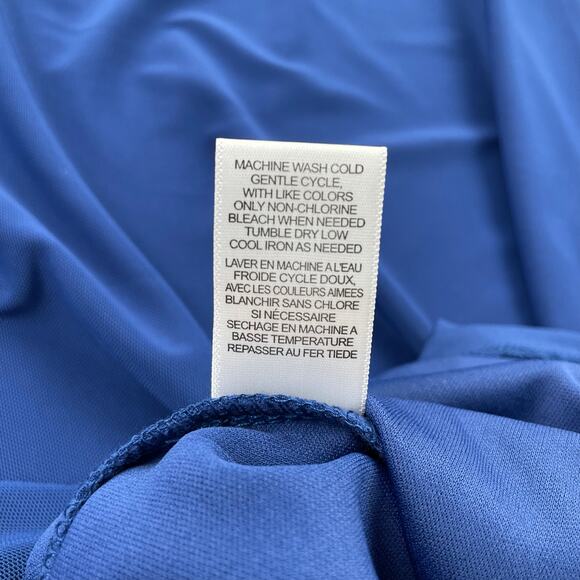 MACHINE WASH COLD
GENTLE CYCLE,
WITH LIKE COLORS
ONLY NON-CHLORINE
BLEACH WHEN NEEDED
TUMBLE DRY LOW
COOL IRON AS NEEDED
LAVER EN MACHINE A L'EAU
FROIDE CYCLE DOUX,
AVEC LES COULEURS AIMEES
BLANCHIR SANS CHLORE
SI NÉCESSAIRE
SECHAGE EN MACHINE A
BASSE TEMPERATURE
REPASSER AU FER TIEDE